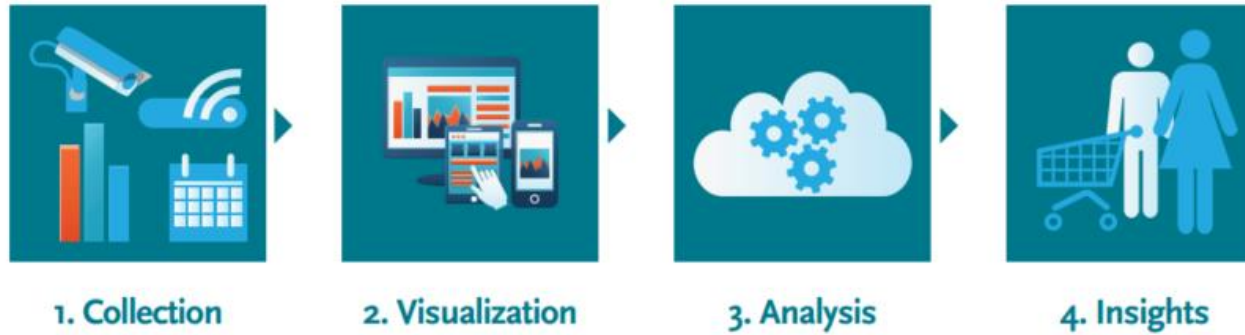 1. Collection
2. Visualization
3. Analysis
4. Insights